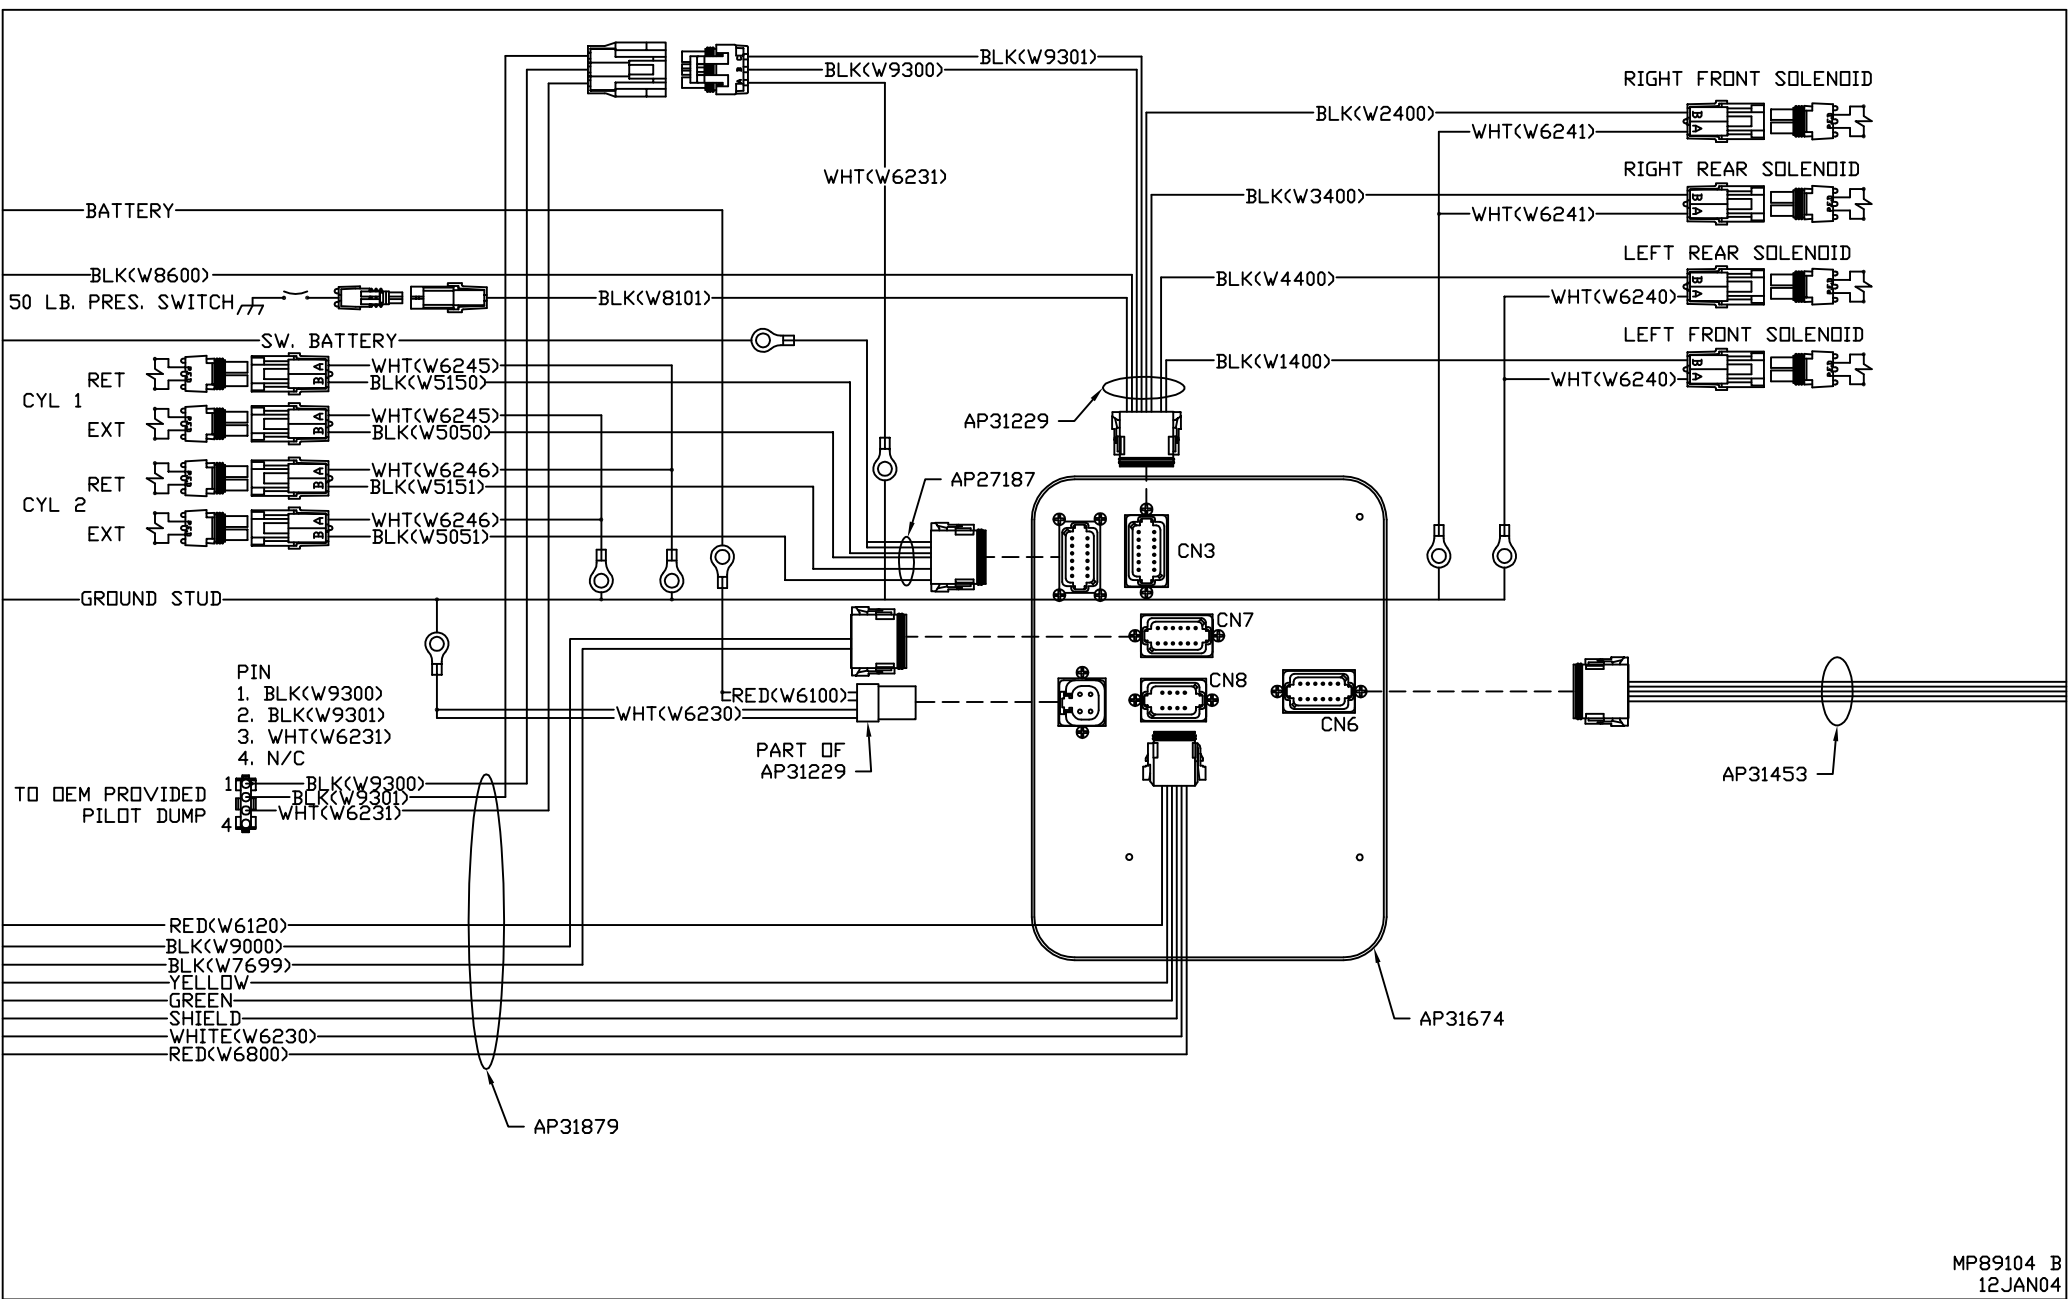 BLK(W9301)
BLK(W9300)
RIGHT FRONT SOLENOID
BLK(W2400)
WHT(W6241)
B
A
WHT(W6231)
RIGHT REAR SOLENOID
BLK(W3400)
WHT(W6241)
B
A
BATTERY
LEFT REAR SOLENOID
BLK(W8600)
BLK(W4400)
50 LB. PRES. SWITCH
BLK(W8101)
WHT(W6240)
B
A
SW. BATTERY
LEFT FRONT SOLENOID
BLK(W1400)
WHT(W6240)
B
A
RET
WHT(W6245)
BLK(W5150)
A
B
CYL 1
EXT
WHT(W6245)
BLK(W5050)
A
B
AP31229
RET
WHT(W6246)
BLK(W5151)
A
B
AP27187
CYL 2
EXT
WHT(W6246)
BLK(W5051)
A
B
CN3
GROUND STUD
CN7
PIN
1. BLK(W9300)
2. BLK(W9301)
3. WHT(W6231)
4. N/C
RED(W6100)
WHT(W6230)
CN8
CN6
PART OF
AP31229
AP31453
TO OEM PROVIDED
PILOT DUMP
1
4
BLK(W9300)
BLK(W9301)
WHT(W6231)
RED(W6120)
BLK(W9000)
BLK(W7699)
YELLOW
GREEN
SHIELD
WHITE(W6230)
RED(W6800)
AP31674
AP31879
MP89104 B
12JAN04